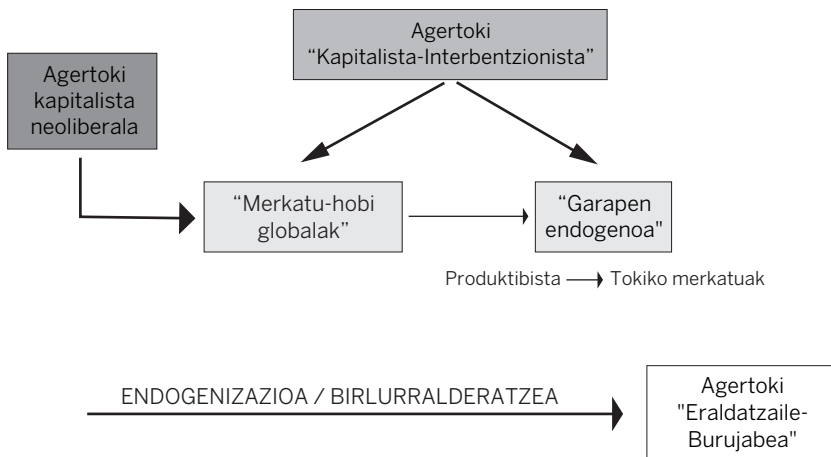 Agertoki
“Kapitalista-Interbentzionista”
Agertoki
kapitalista
neoliberala
“Merkatu-hobi
globalak”
“Garapen
endogenoa"
Produktibista
Tokiko merkatuak
ENDOGENIZAZIOA / BIRLURRALDERATZEA
Agertoki
"Eraldatzaile-
Burujabea"